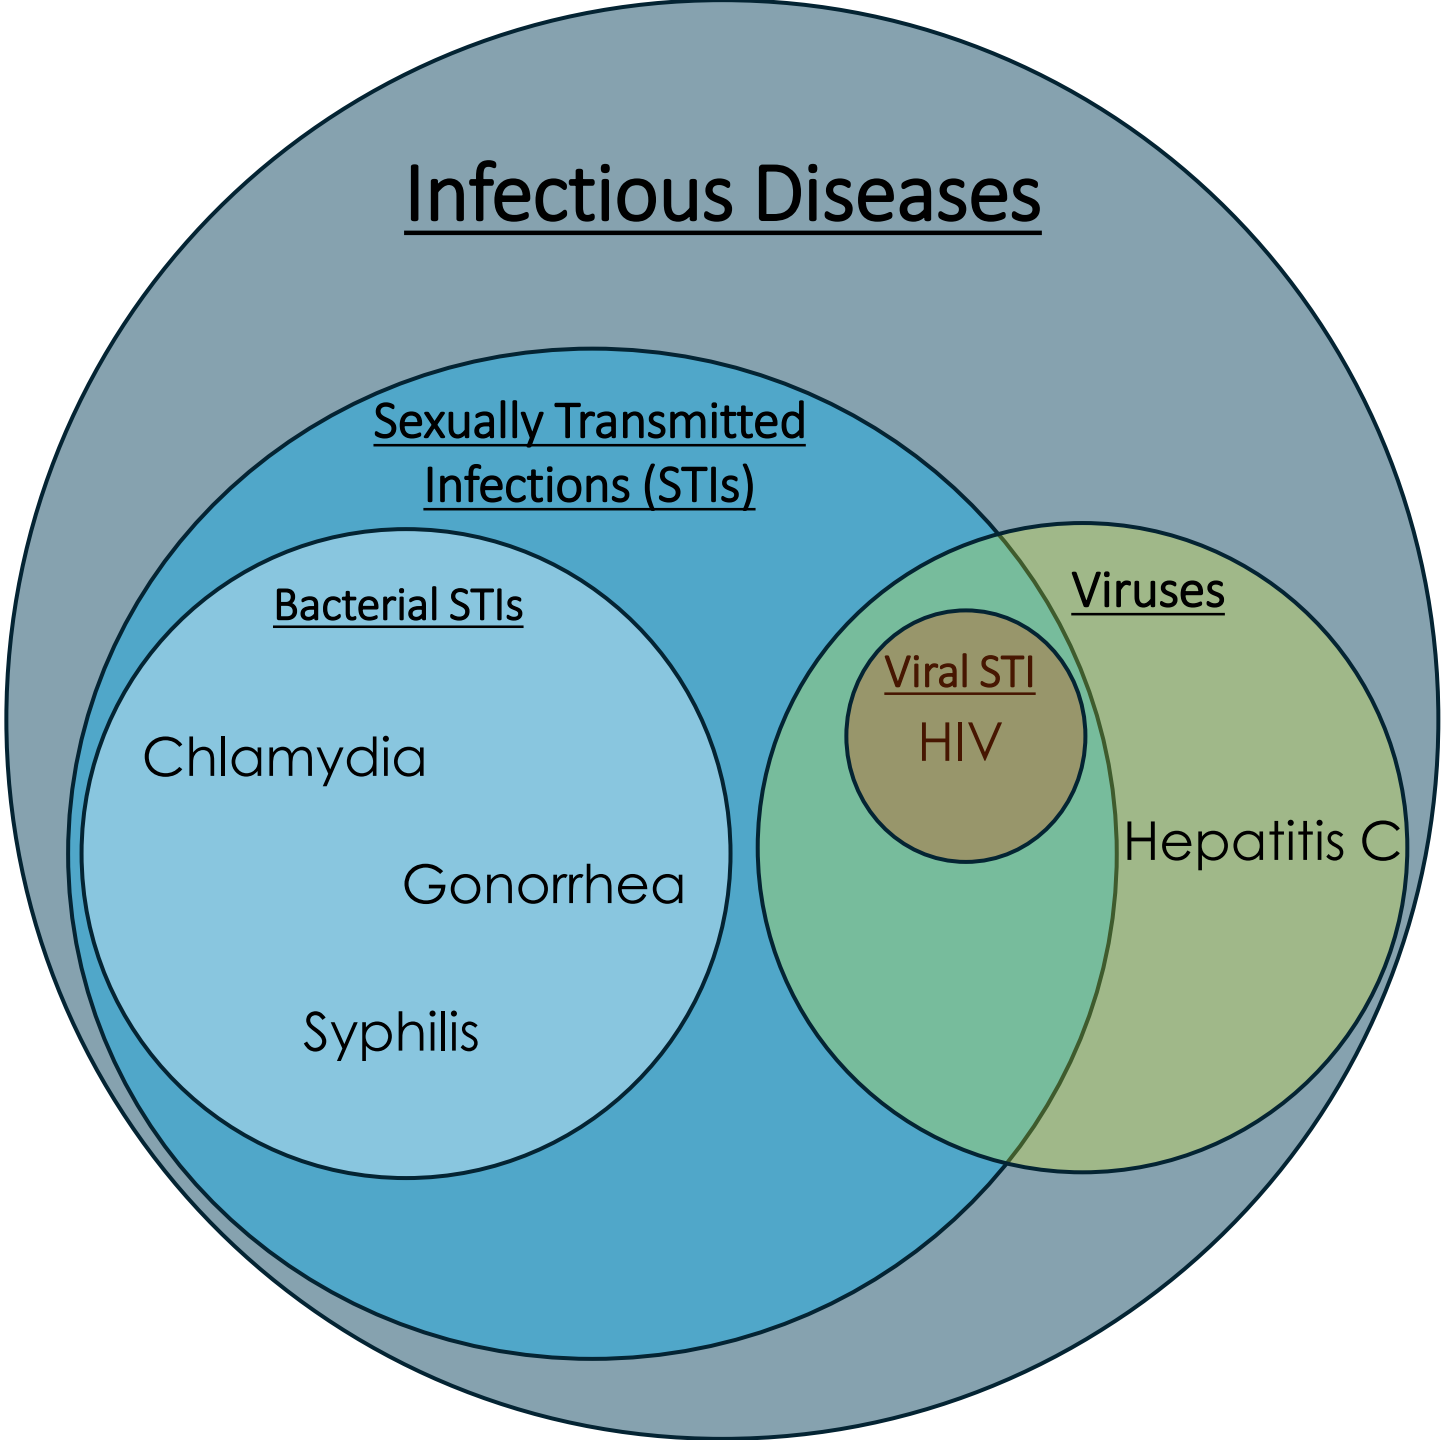 Infectious Diseases
Sexually Transmitted
Infections (STIs)
Bacterial STIs
Chlamydia
Gonorrhea
Syphilis
Viruses
Viral STI
HIV
Hepatitis C